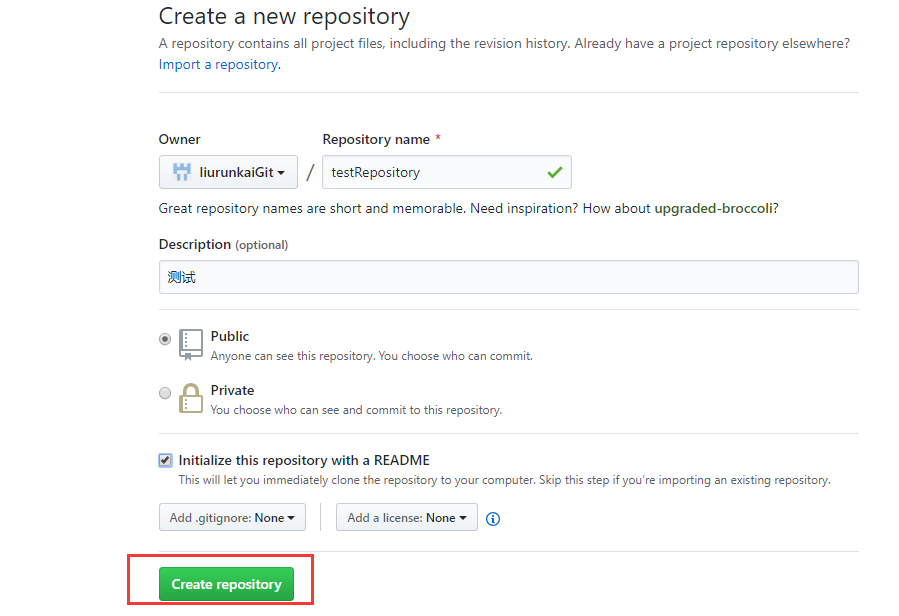 Create a new repository
A repository contains all project files, including the revision history. Already have a project repository elsewhere?
Import a repository.
Owner
Repository name *
liurunkaiGit
/
testRepository
Great repository names are short and memorable. Need inspiration? How about upgraded-broccoli?
Description (optional)
测试
Public
Anyone can see this repository. You choose who can commit.
Private
You choose who can see and commit to this repository.
Initialize this repository with a README
This will let you immediately clone the repository to your computer. Skip this step if you're importing an existing repository.
Add .gitignore: None
Add a license: None
Create repository